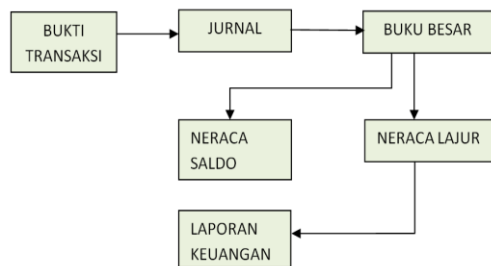 BUKTI
TRANSAKSI
JURNAL
BUKU BESAR
NERACA
SALDO
NERACA LAJUR
LAPORAN
KEUANGAN